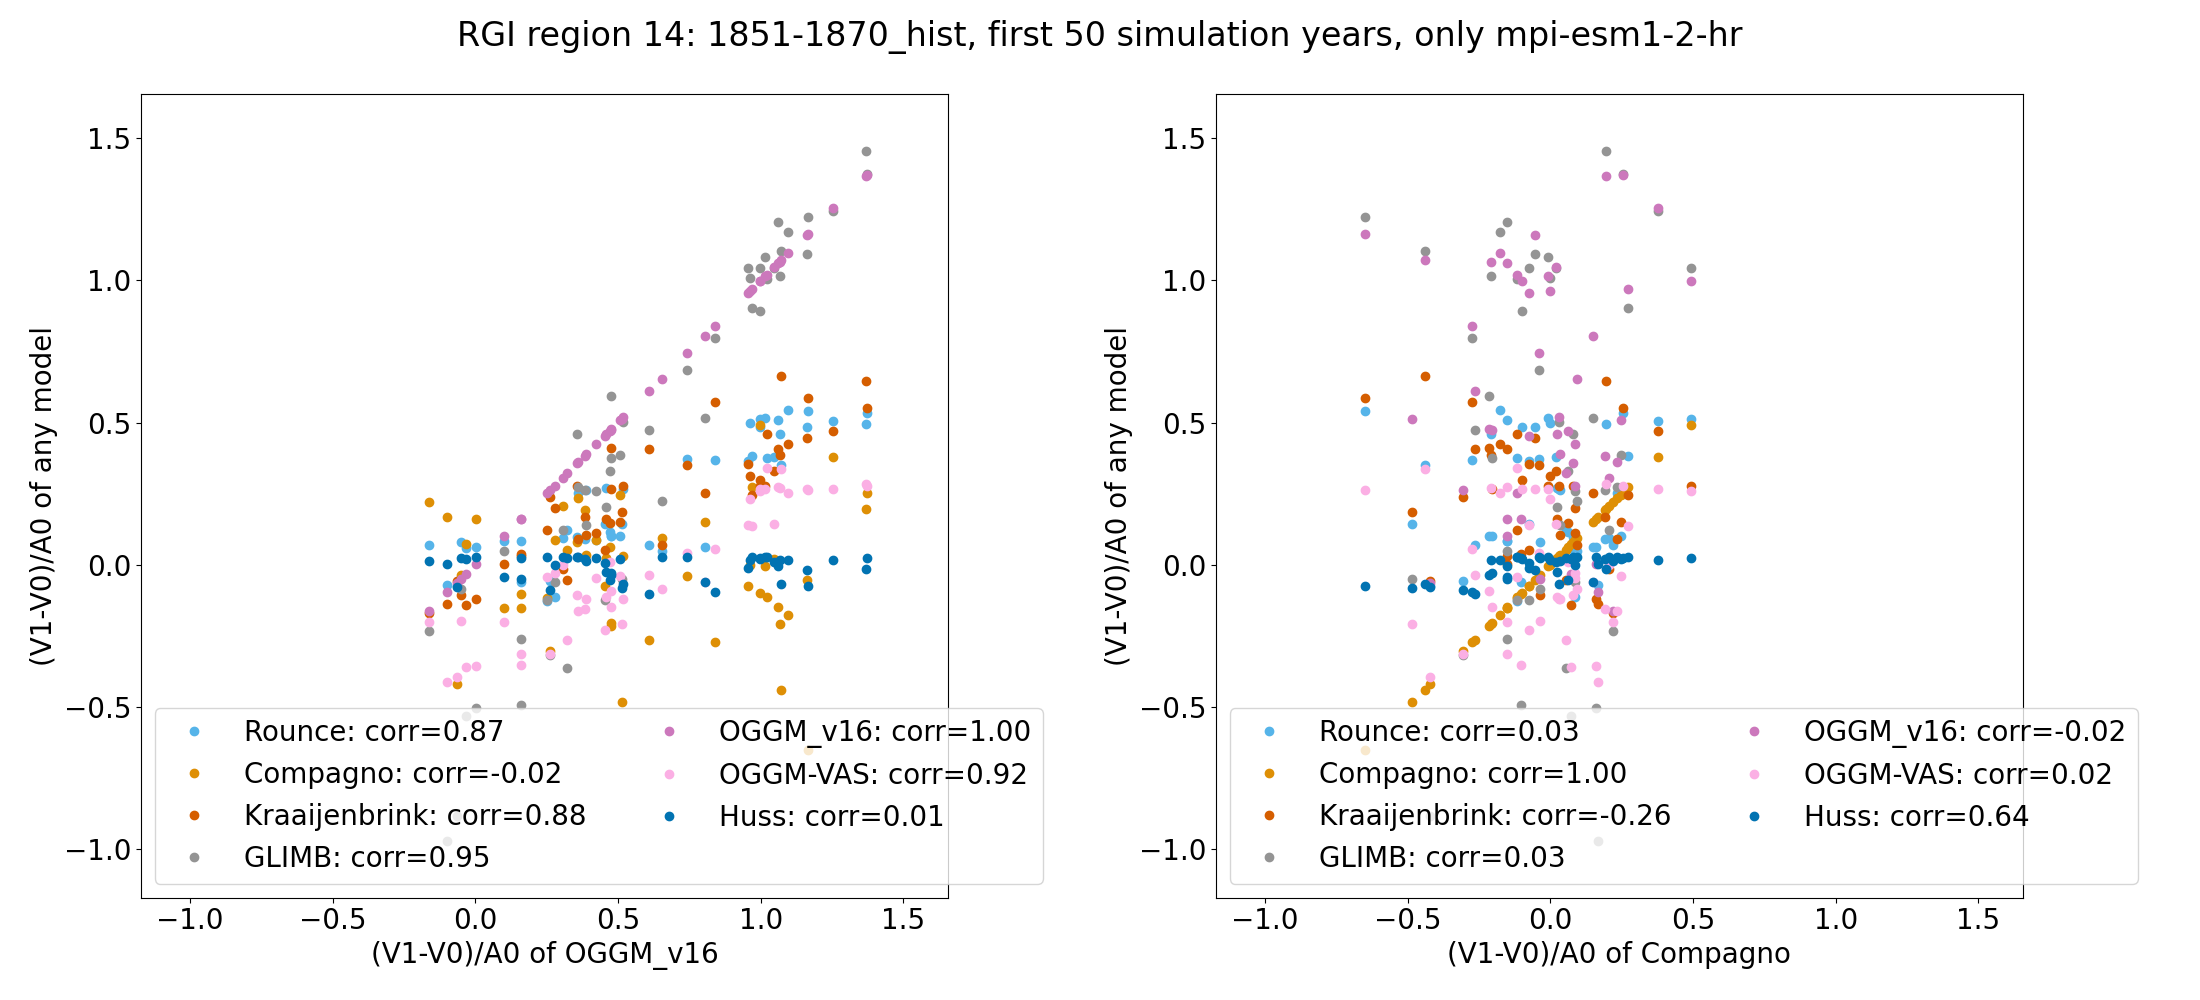 RGI region 14: 1851-1870_hist, first 50 simulation years, only mpi-esm1-2-hr
(V1-V0)/A0 of any model
1.5
1.0
0.5
0.0
−0.5
−1.0
Rounce: corr=0.87
Compagno: corr=-0.02
Kraaijenbrink: corr=0.88
GLIMB: corr=0.95
OGGM_v16: corr=1.00
OGGM-VAS: corr=0.92
Huss: corr=0.01
−1.0 −0.5 0.0 0.5 1.0 1.5
(V1-V0)/A0 of OGGM_v16
(V1-V0)/A0 of any model
1.5
1.0
0.5
0.0
−0.5
−1.0
Rounce: corr=0.03
Compagno: corr=1.00
Kraaijenbrink: corr=-0.26
GLIMB: corr=0.03
OGGM_v16: corr=-0.02
OGGM-VAS: corr=0.02
Huss: corr=0.64
−1.0 −0.5 0.0 0.5 1.0 1.5
(V1-V0)/A0 of Compagno